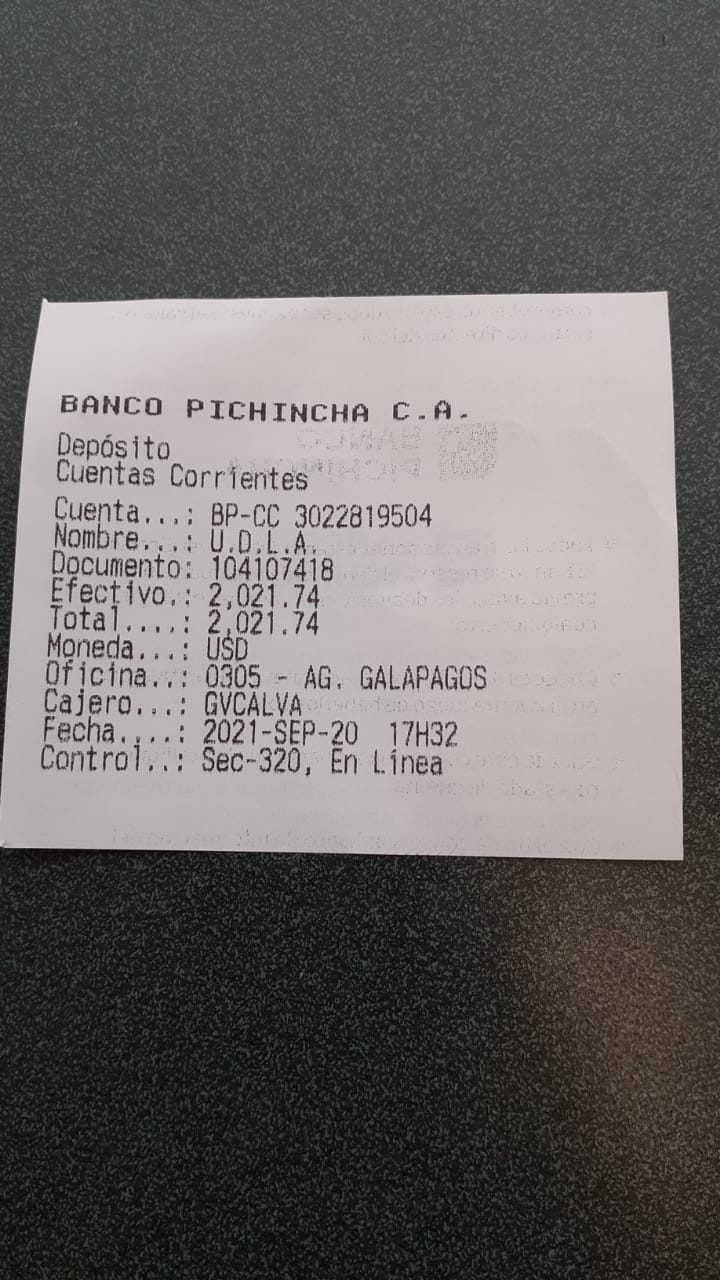 BANCO PICHINCHA C.A.
Depósito
Cuentas Corrientes
Cuenta...: BP-CC 3022819504
Nombre...: U.D.L.A.
Documento: 104107418
Efectivo.: 2,021.74
Total....: 2,021.74
Moneda...: USD
Oficina..: 0305 - AG. GALAPAGOS
Cajero...: GVCALVA
Fecha....: 2021-SEP-20 17H32
Control..: Sec-320, En Línea